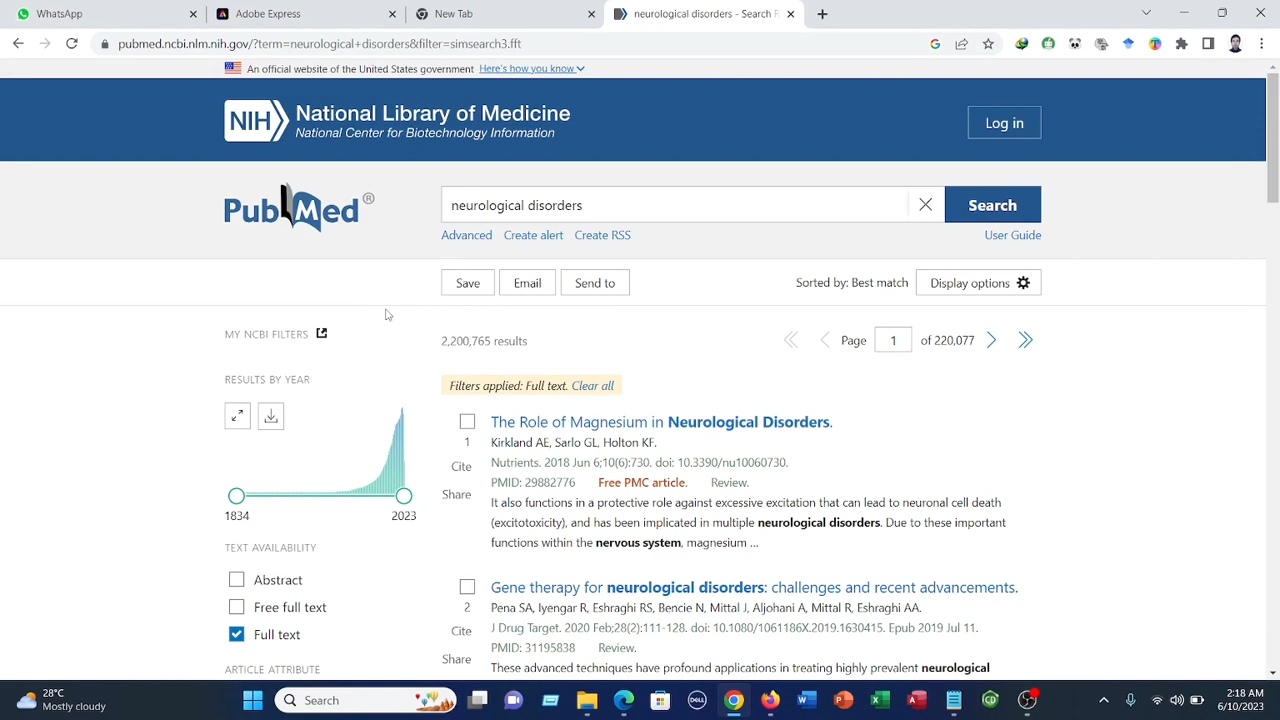 WhatsApp
Adobe Express
New Tab
neurological disorders - Search R
pubmed.ncbi.nlm.nih.gov/?term=neurological+disorders&filter=simsearch3.fft
An official website of the United States government Here's how you know
NIH National Library of Medicine
National Center for Biotechnology Information
Log in
PubMed®
neurological disorders
Search
Advanced Create alert Create RSS
User Guide
Save Email Send to
Sorted by: Best match Display options
MY NCBI FILTERS
2,200,765 results
Page 1 of 220,077
RESULTS BY YEAR
1834 2023
TEXT AVAILABILITY
Abstract
Free full text
Full text
ARTICLE ATTRIBUTE
Filters applied: Full text. Clear all
The Role of Magnesium in Neurological Disorders.
1 Kirkland AE, Sarlo GL, Holton KF.
Cite Nutrients. 2018 Jun 6;10(6):730. doi: 10.3390/nu10060730.
PMID: 29882776 Free PMC article. Review.
Share It also functions in a protective role against excessive excitation that can lead to neuronal cell death
(excitotoxicity), and has been implicated in multiple neurological disorders. Due to these important
functions within the nervous system, magnesium ...
Gene therapy for neurological disorders: challenges and recent advancements.
2 Pena SA, Iyengar R, Eshraghi RS, Bencie N, Mittal J, Aljohani A, Mittal R, Eshraghi AA.
Cite J Drug Target. 2020 Feb;28(2):111-128. doi: 10.1080/1061186X.2019.1630415. Epub 2019 Jul 11.
PMID: 31195838 Review.
Share These advanced techniques have profound applications in treating highly prevalent neurological
28°C
Mostly cloudy
Search
DELL
2:18 AM
6/10/2023